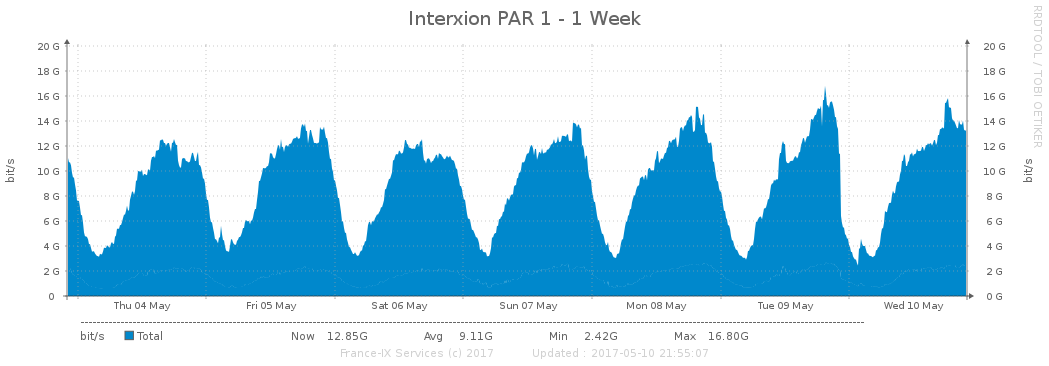 Interxion PAR 1 - 1 Week
RRDTOOL / TOBI OETIKER
20 G 20 G
18 G 18 G
16 G 16 G
14 G 14 G
12 G 12 G
10 G 10 G
8 G 8 G
6 G 6 G
4 G 4 G
2 G 2 G
0 0 G
bit/s
bit/s
Thu 04 May Fri 05 May Sat 06 May Sun 07 May Mon 08 May Tue 09 May Wed 10 May
bit/s Total Now 12.85G Avg 9.11G Min 2.42G Max 16.80G
France-IX Services (c) 2017 Updated : 2017-05-10 21:55:07